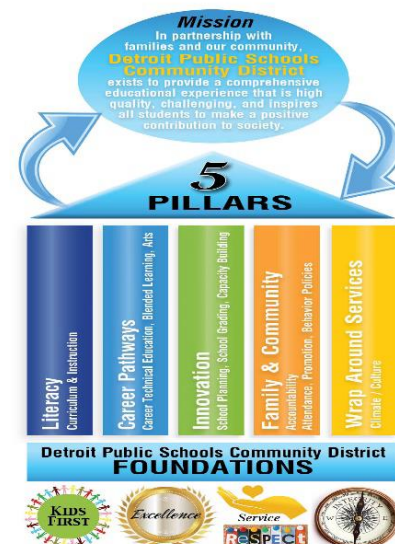 Mission
In partnership with
families and our community,
Detroit Public Schools
Community District
exists to provide a comprehensive
educational experience that is high
quality, challenging, and inspires
all students to make a positive
contribution to society.
5
PILLARS
Literacy
Curriculum & Instruction
Career Pathways
Career Technical Education, Blended Learning, Arts
Innovation
School Planning, School Grading, Capacity Building
Family & Community
Accountability
Attendance, Promotion, Behavior Policies
Wrap Around Services
Climate / Culture
Detroit Public Schools Community District
FOUNDATIONS
KIDS
FIRST
Excellence
Service
ReSPEcT
INTEGRITY